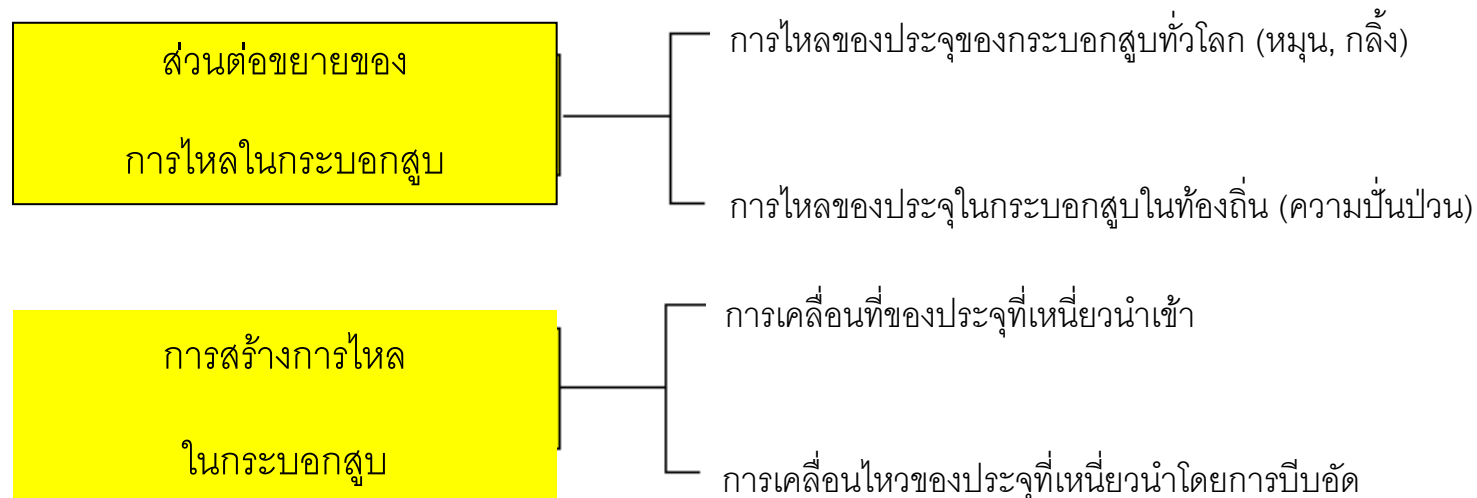 ส่วนต่อขยายของ
การไหลในกระบอกสูบ
การไหลของประจุของกระบอกสูบทั่วโลก (หมุน, กลิ้ง)
การไหลของประจุในกระบอกสูบในท้องถิ่น (ความปั่นป่วน)
การสร้างการไหล
ในกระบอกสูบ
การเคลื่อนที่ของประจุที่เหนี่ยวนำเข้า
การเคลื่อนไหวของประจุที่เหนี่ยวนำโดยการบีบอัด